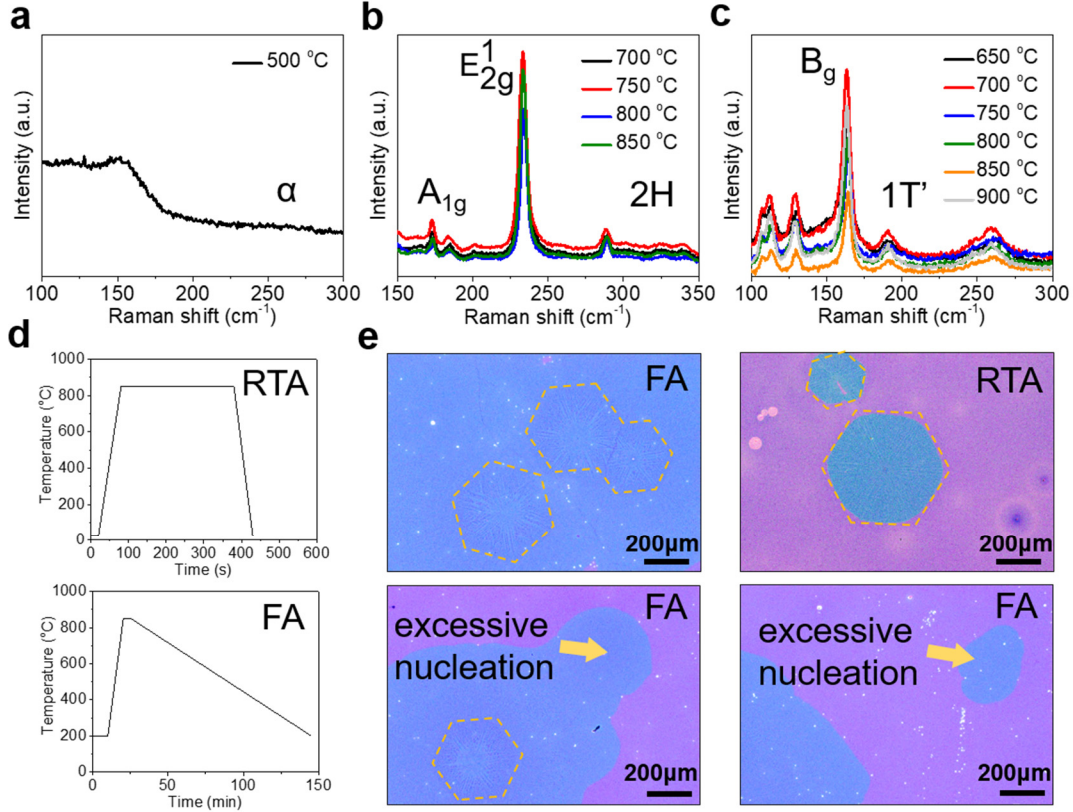 a
500 °C
α
Intensity (a.u.)
100 150 200 250 300
Raman shift (cm⁻¹)
b
E¹₂g
A₁g
700 °C
750 °C
800 °C
850 °C
2H
Intensity (a.u.)
150 200 250 300 350
Raman shift (cm⁻¹)
c
Bg
650 °C
700 °C
750 °C
800 °C
850 °C
900 °C
1T’
Intensity (a.u.)
100 150 200 250 300
Raman shift (cm⁻¹)
d
RTA
Temperature (°C)
1000
800
600
400
200
0
0 100 200 300 400 500 600
Time (s)
FA
Temperature (°C)
1000
800
600
400
200
0
0 50 100 150
Time (min)
e
FA
200μm
RTA
200μm
FA
excessive
nucleation
200μm
FA
excessive
nucleation
200μm